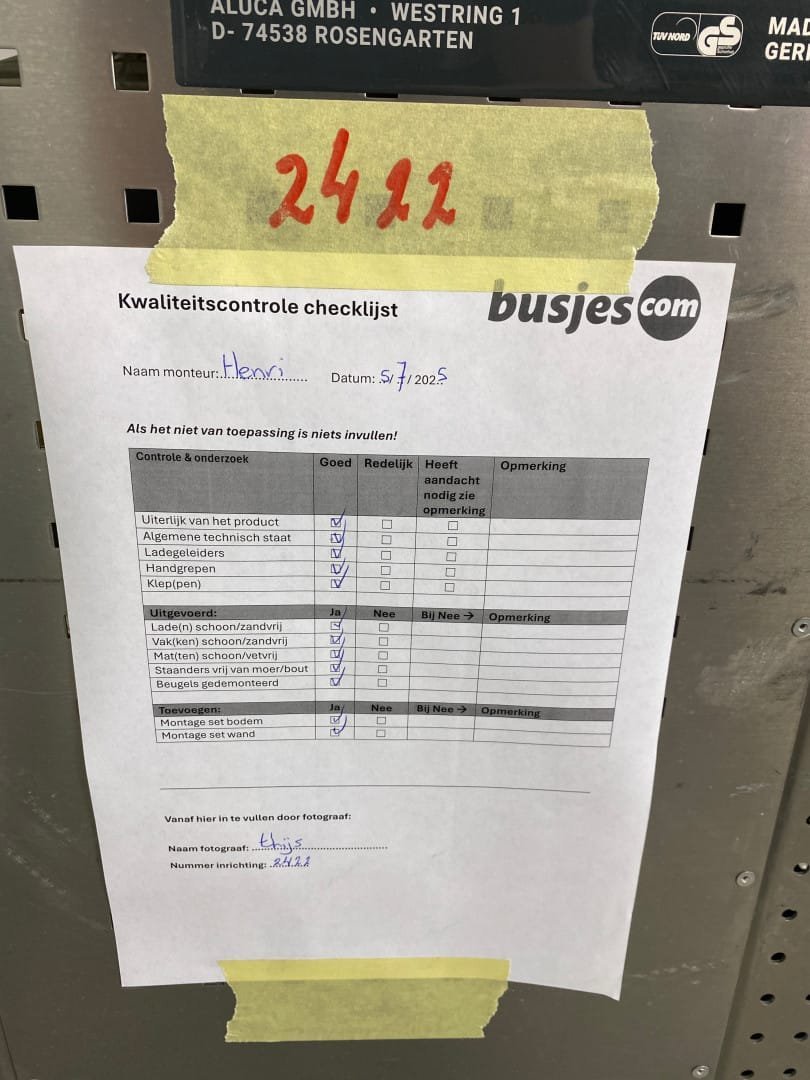 ALUCA GMBH • WESTRING 1
D- 74538 ROSENGARTEN
TUV NORD
GS
geprüfte Sicherheit
2422
Kwaliteitscontrole checklijst
busjes.com
Naam monteur: Henri Datum: 5/7/2025
Als het niet van toepassing is niets invullen!
Controle & onderzoek Goed Redelijk Heeft aandacht nodig zie opmerking Opmerking
Uiterlijk van het product
Algemene technisch staat
Ladegeleiders
Handgrepen
Klep(pen)
Uitgevoerd: Ja Nee Bij Nee → Opmerking
Lade(n) schoon/zandvrij
Vak(ken) schoon/zandvrij
Mat(ten) schoon/vetvrij
Staanders vrij van moer/bout
Beugels gedemonteerd
Toevoegen: Ja Nee Bij Nee → Opmerking
Montage set bodem
Montage set wand
Vanaf hier in te vullen door fotograaf:
Naam fotograaf: thijs
Nummer inrichting: 2422